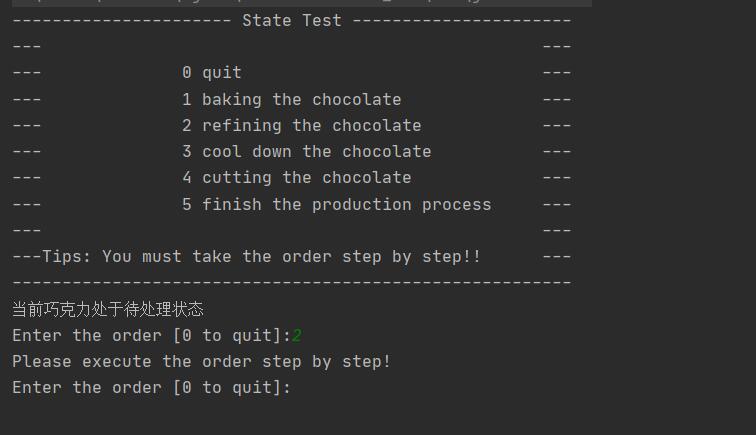 ---------------------- State Test ----------------------
---                                                  ---
---              0 quit                              ---
---              1 baking the chocolate              ---
---              2 refining the chocolate            ---
---              3 cool down the chocolate           ---
---              4 cutting the chocolate             ---
---              5 finish the production process     ---
---                                                  ---
---Tips: You must take the order step by step!!      ---
--------------------------------------------------------
当前巧克力处于待处理状态
Enter the order [0 to quit]:2
Please execute the order step by step!
Enter the order [0 to quit]: